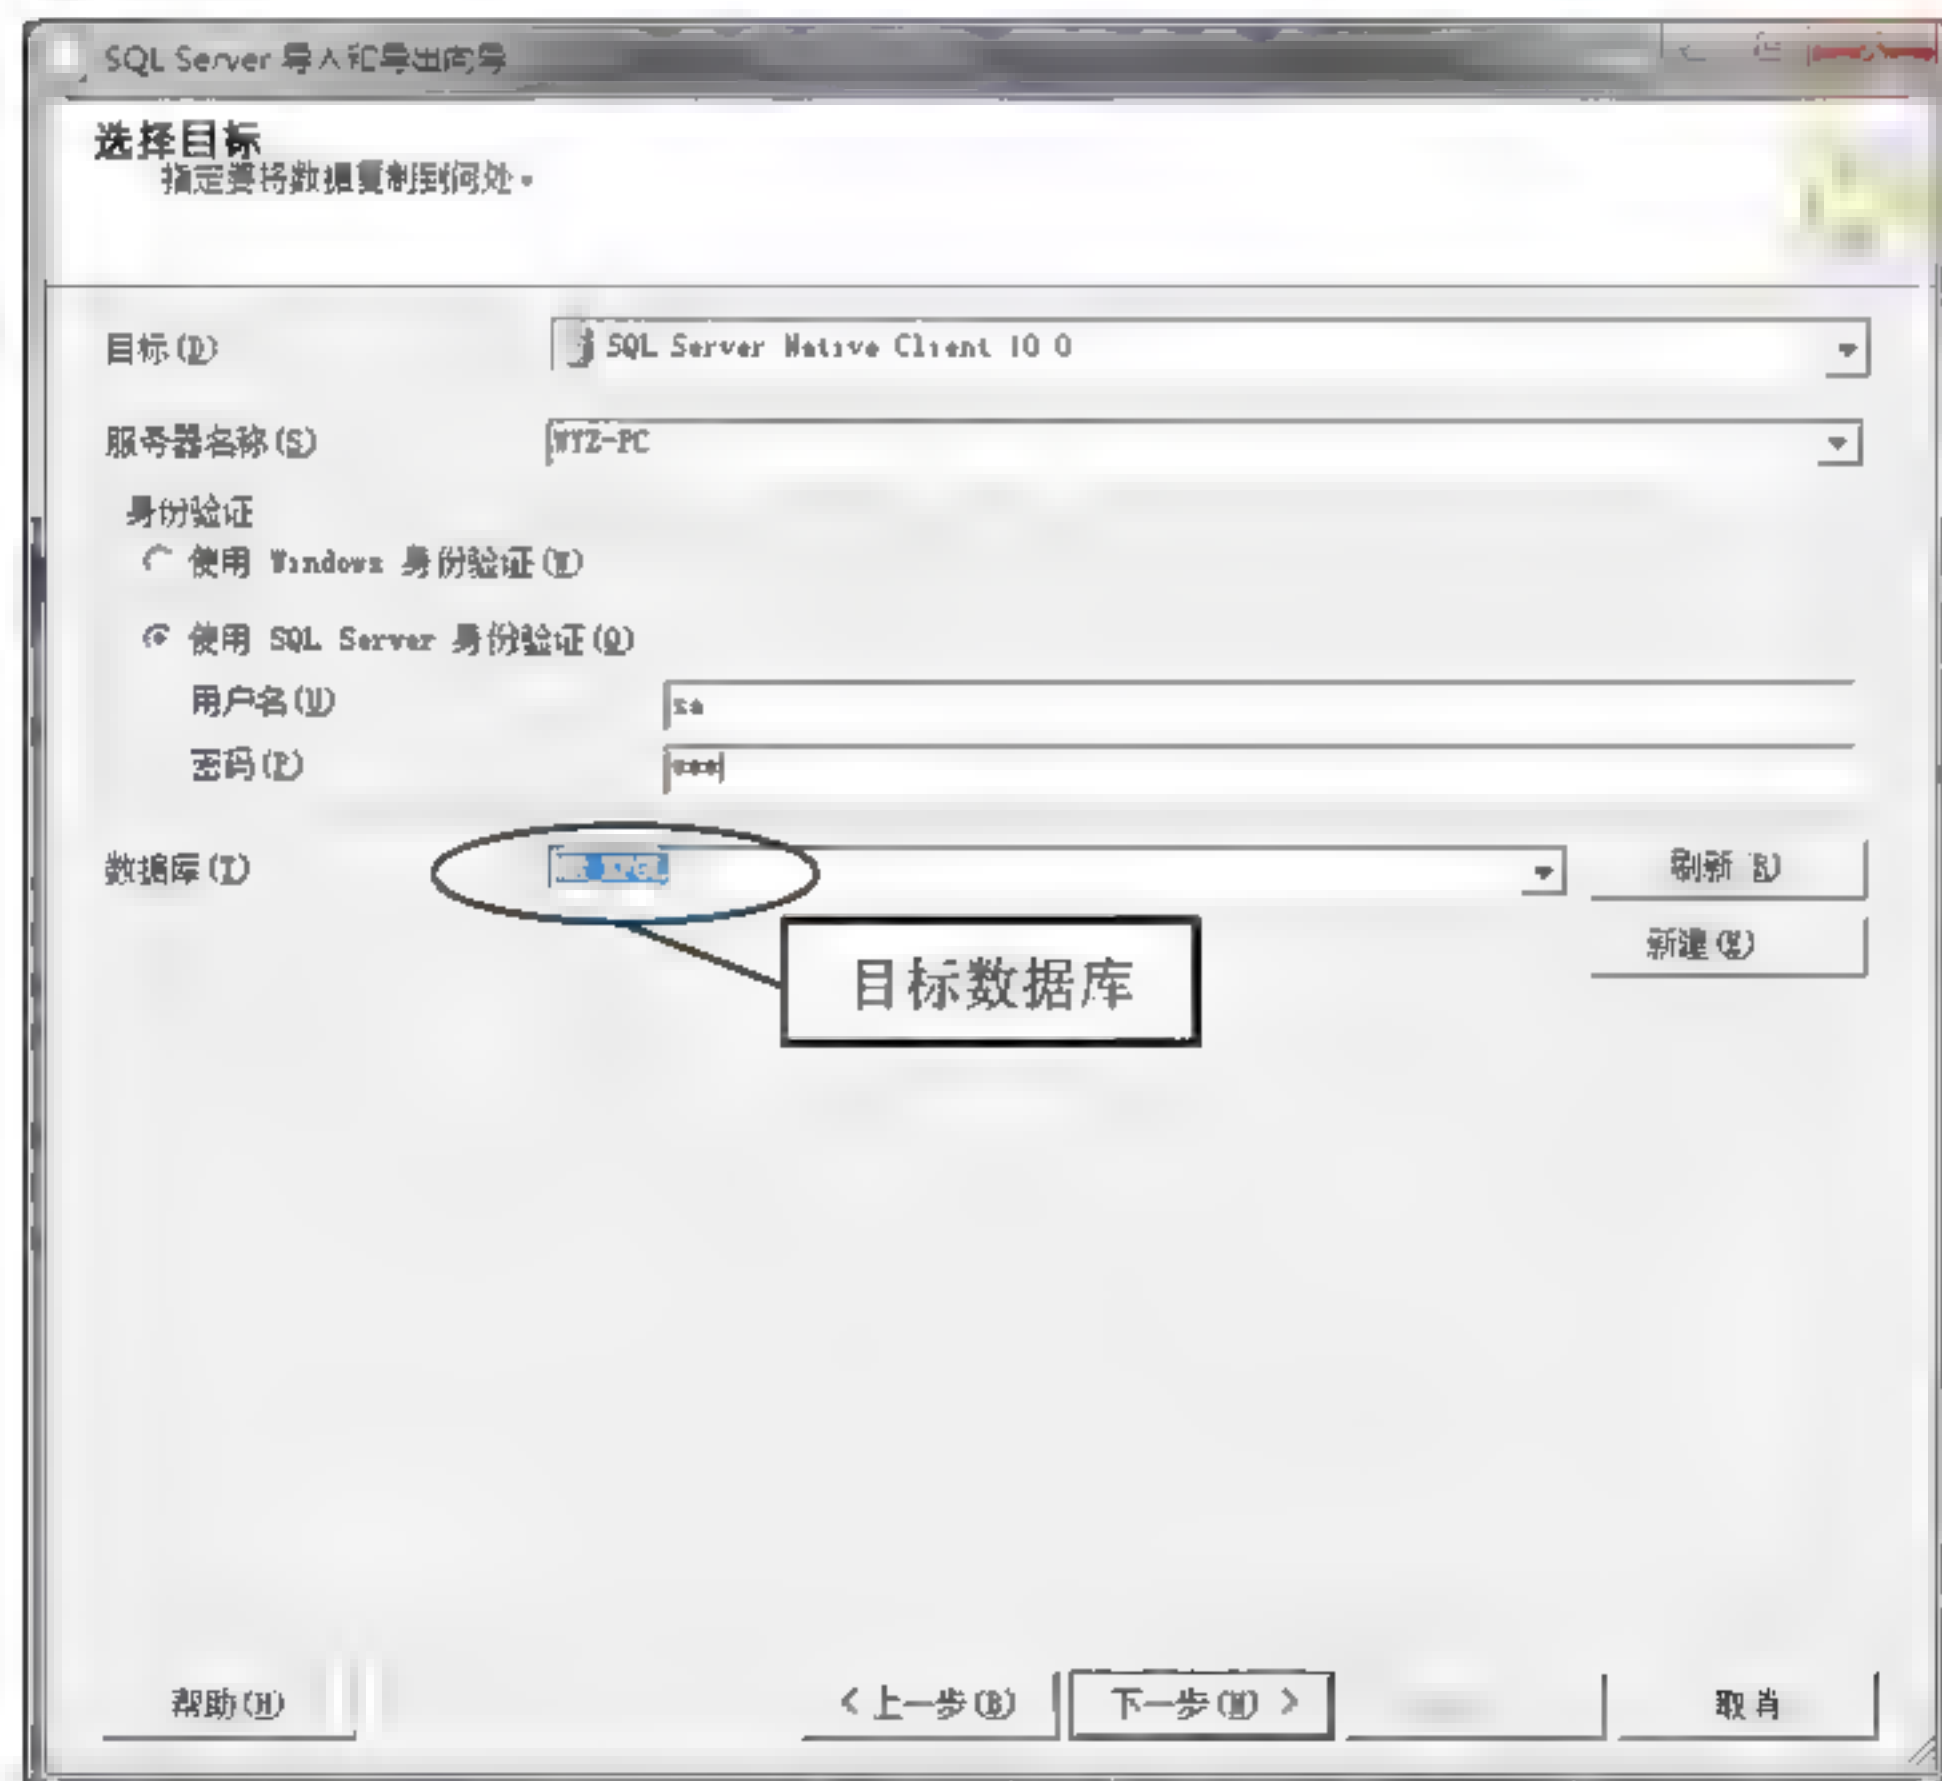 SQL Server 导入和导出向导
选择目标
指定要将数据复制到何处。
目标(D)
SQL Server Native Client 10 0
服务器名称(S)
WYZ-PC
身份验证
使用 Windows 身份验证(W)
使用 SQL Server 身份验证(Q)
用户名(U)
sa
密码(P)
***
数据库(T)
刷新(R)
新建(E)
目标数据库
帮助(H)
< 上一步(B)
下一步(N) >
取消